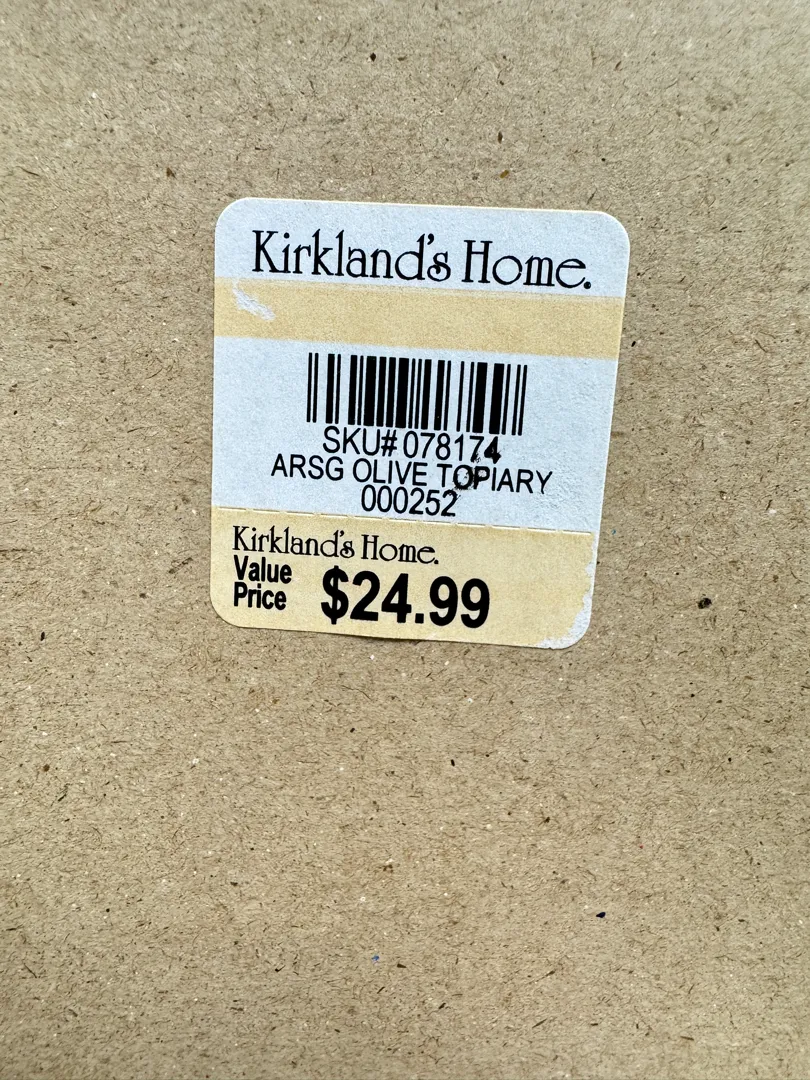 Kirkland's Home.
SKU# 078174
ARSG OLIVE TOPIARY
000252
Kirkland's Home.
Value
Price $24.99